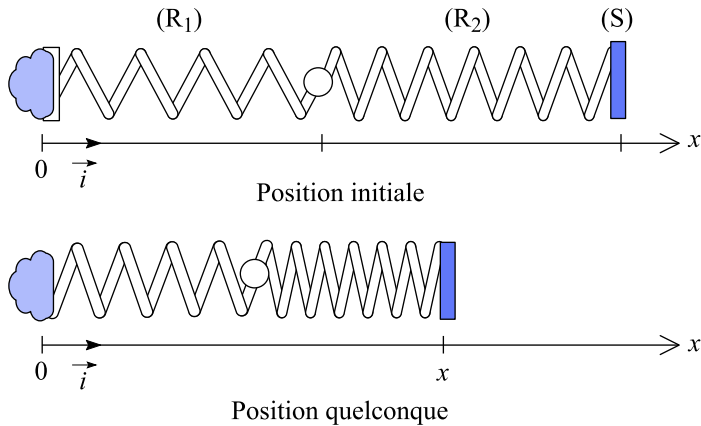 (R1) (R2) (S)
x
0 i
Position initiale
x
0 i x
Position quelconque